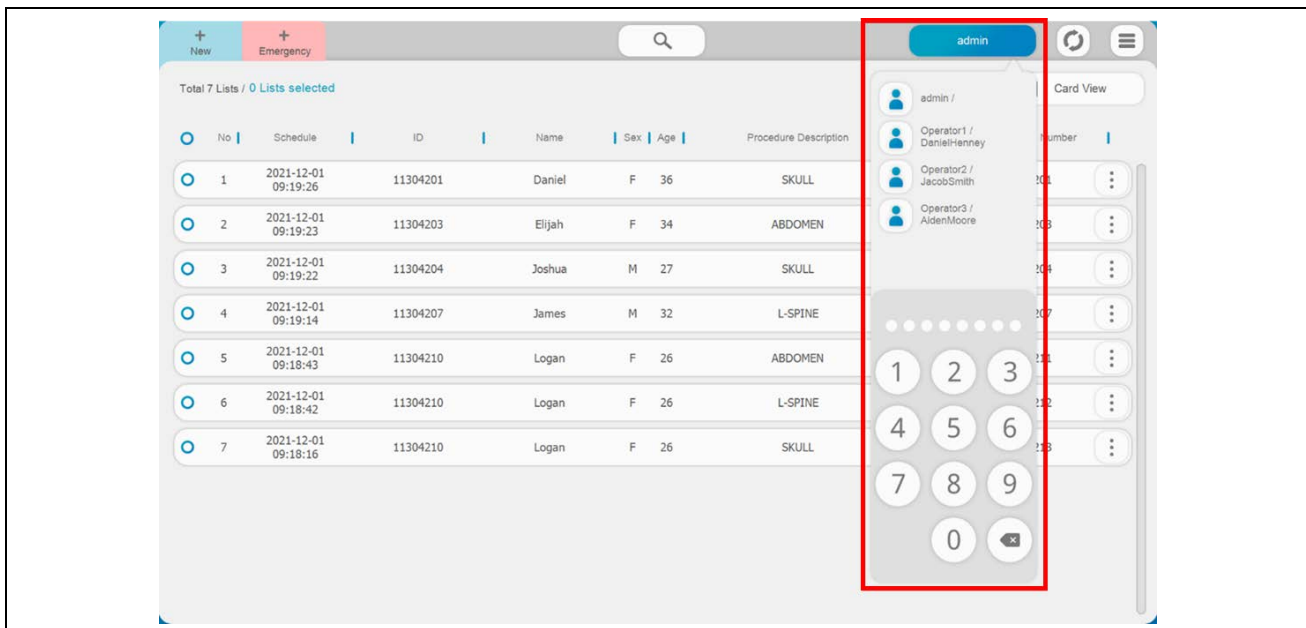 + +
New Emergency
admin
Total 7 Lists / 0 Lists selected
Card View
No Schedule ID Name Sex Age Procedure Description Number
admin /
Operator1 /
DanielHenney
Operator2 /
JacobSmith
Operator3 /
AidenMoore
1 2021-12-01 11304201 Daniel F 36 SKULL
09:19:26
2 2021-12-01 11304203 Elijah F 34 ABDOMEN
09:19:23
3 2021-12-01 11304204 Joshua M 27 SKULL
09:19:22
4 2021-12-01 11304207 James M 32 L-SPINE
09:19:14
5 2021-12-01 11304210 Logan F 26 ABDOMEN
09:18:43
6 2021-12-01 11304210 Logan F 26 L-SPINE
09:18:42
7 2021-12-01 11304210 Logan F 26 SKULL
09:18:16
1 2 3
4 5 6
7 8 9
0